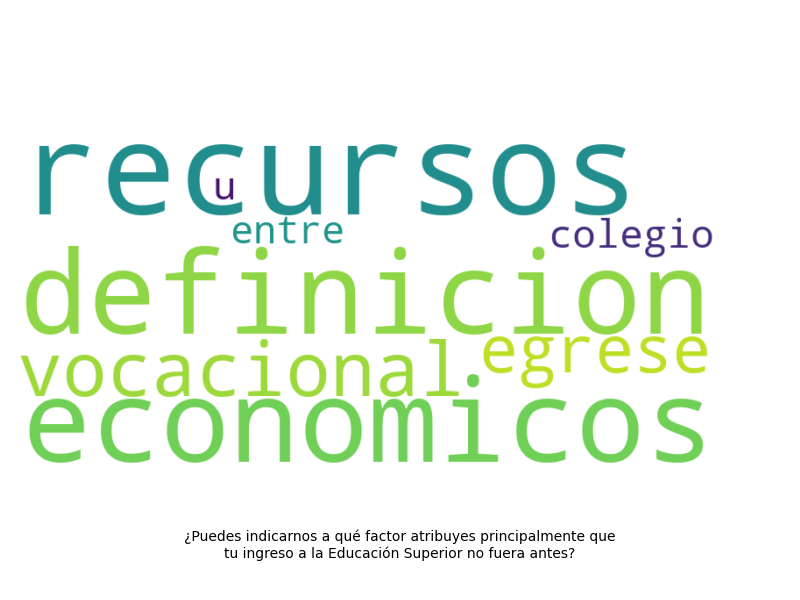 recursos
u
entre
colegio
definicion
egrese
vocacional
economicos
¿Puedes indicarnos a qué factor atribuyes principalmente que
tu ingreso a la Educación Superior no fuera antes?